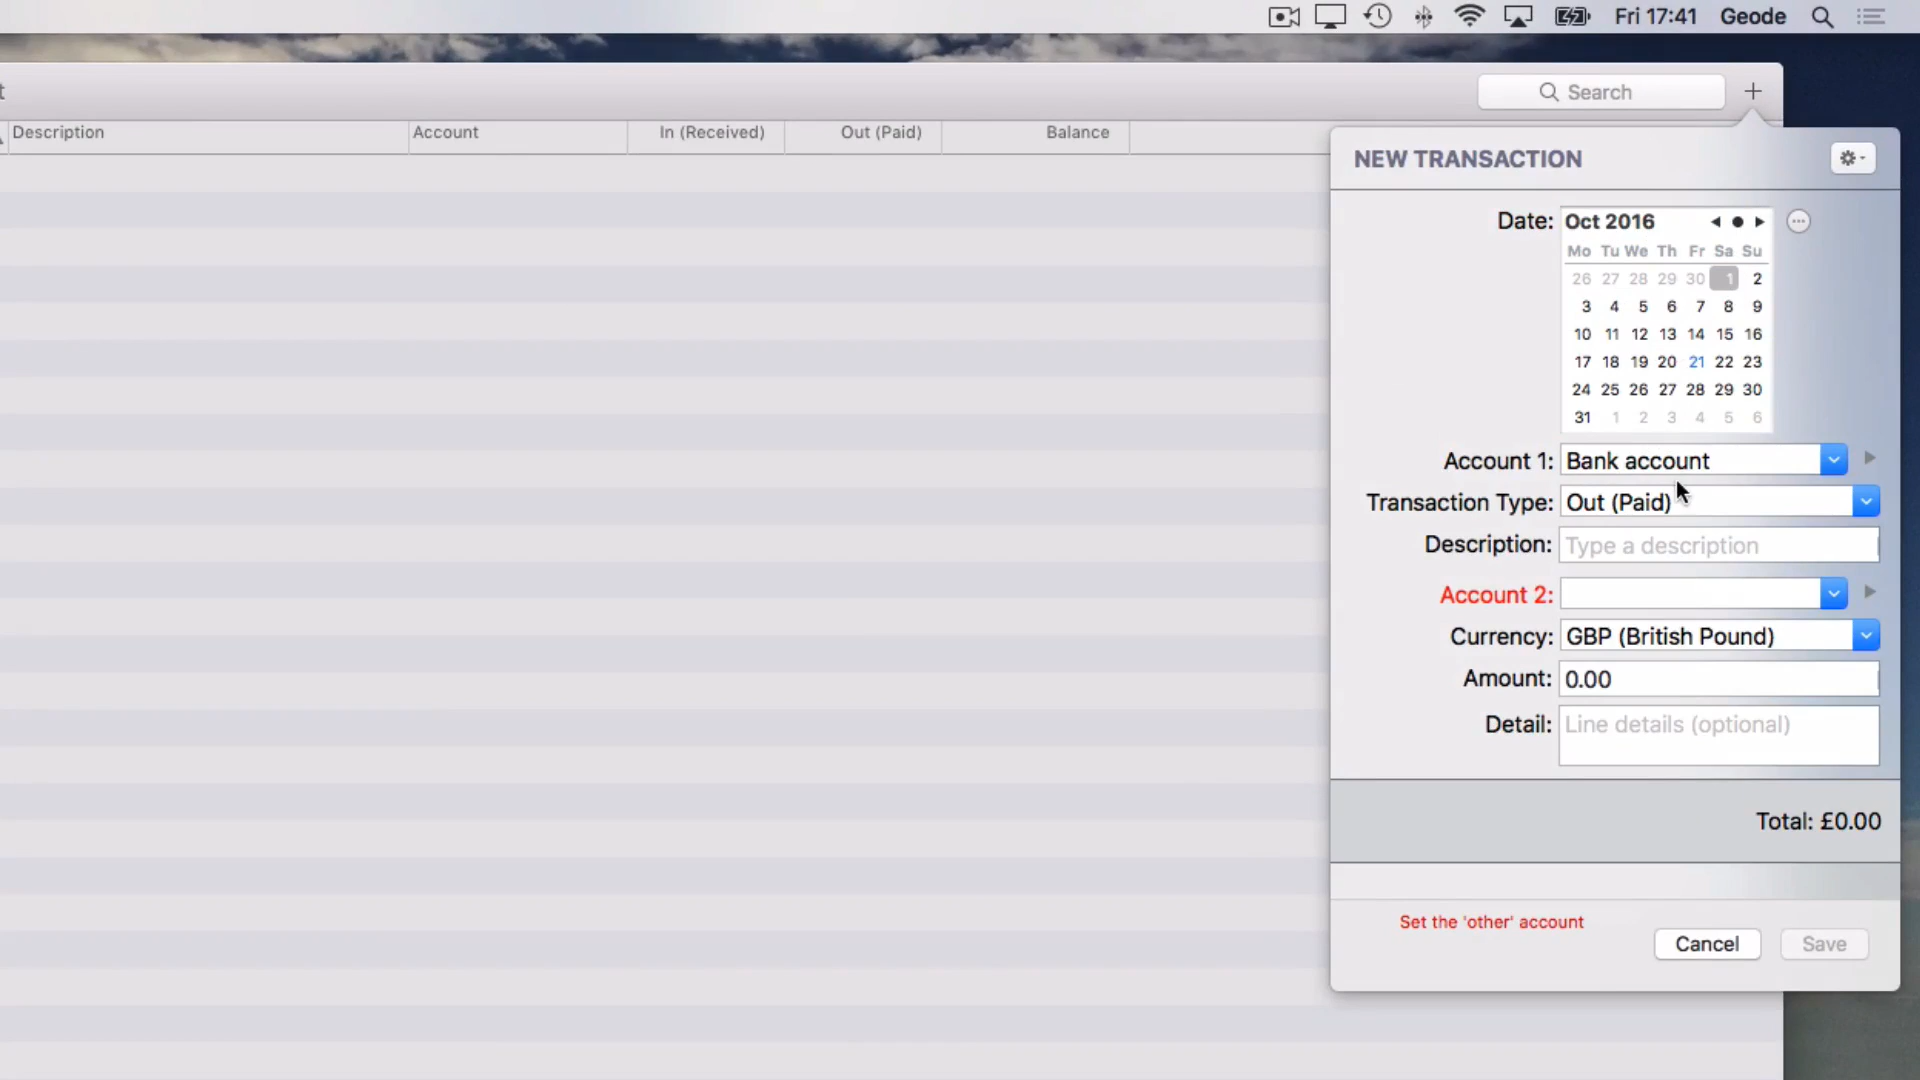 Fri 17:41 Geode
t
Search +
Description Account In (Received) Out (Paid) Balance
NEW TRANSACTION
Date: Oct 2016
Mo Tu We Th Fr Sa Su
26 27 28 29 30 1 2
3 4 5 6 7 8 9
10 11 12 13 14 15 16
17 18 19 20 21 22 23
24 25 26 27 28 29 30
31 1 2 3 4 5 6
Account 1: Bank account
Transaction Type: Out (Paid)
Description: Type a description
Account 2:
Currency: GBP (British Pound)
Amount: 0.00
Detail: Line details (optional)
Total: £0.00
Set the 'other' account
Cancel Save